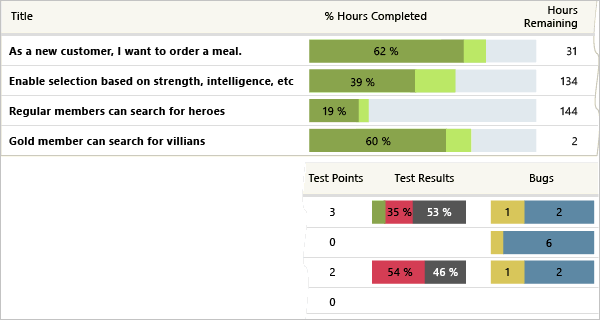 Title % Hours Completed Hours Remaining
As a new customer, I want to order a meal. 62 % 31
Enable selection based on strength, intelligence, etc 39 % 134
Regular members can search for heroes 19 % 144
Gold member can search for villians 60 % 2
Test Points Test Results Bugs
3 35 % 53 % 1 2
0 6
2 54 % 46 % 1 2
0